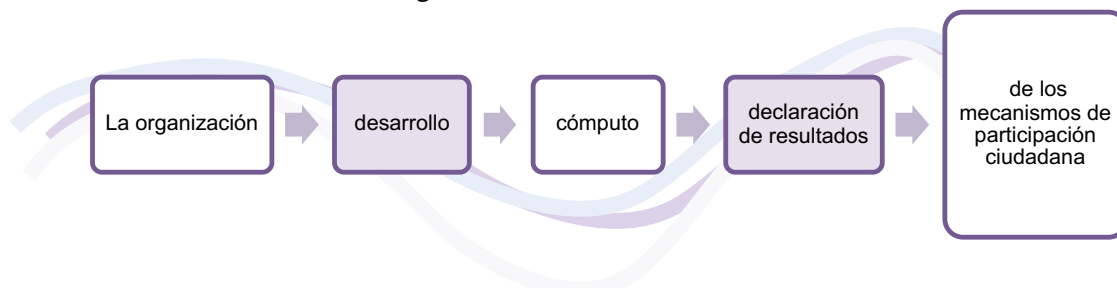 La organización
desarrollo
cómputo
declaración
de resultados
de los
mecanismos de
participación
ciudadana